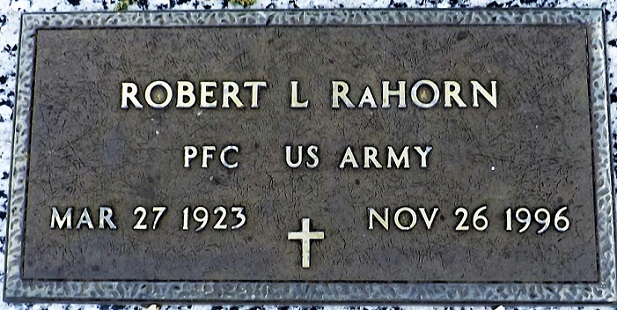 ROBERT L RaHORN
PFC US ARMY
MAR 27 1923 NOV 26 1996